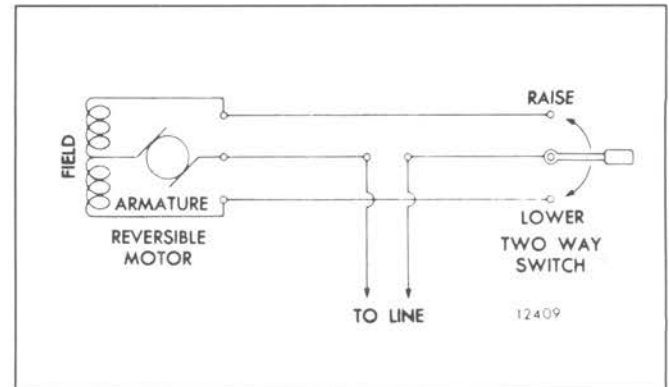 RAISE
FIELD
ARMATURE
REVERSIBLE
MOTOR
LOWER
TWO WAY
SWITCH
TO LINE
12409